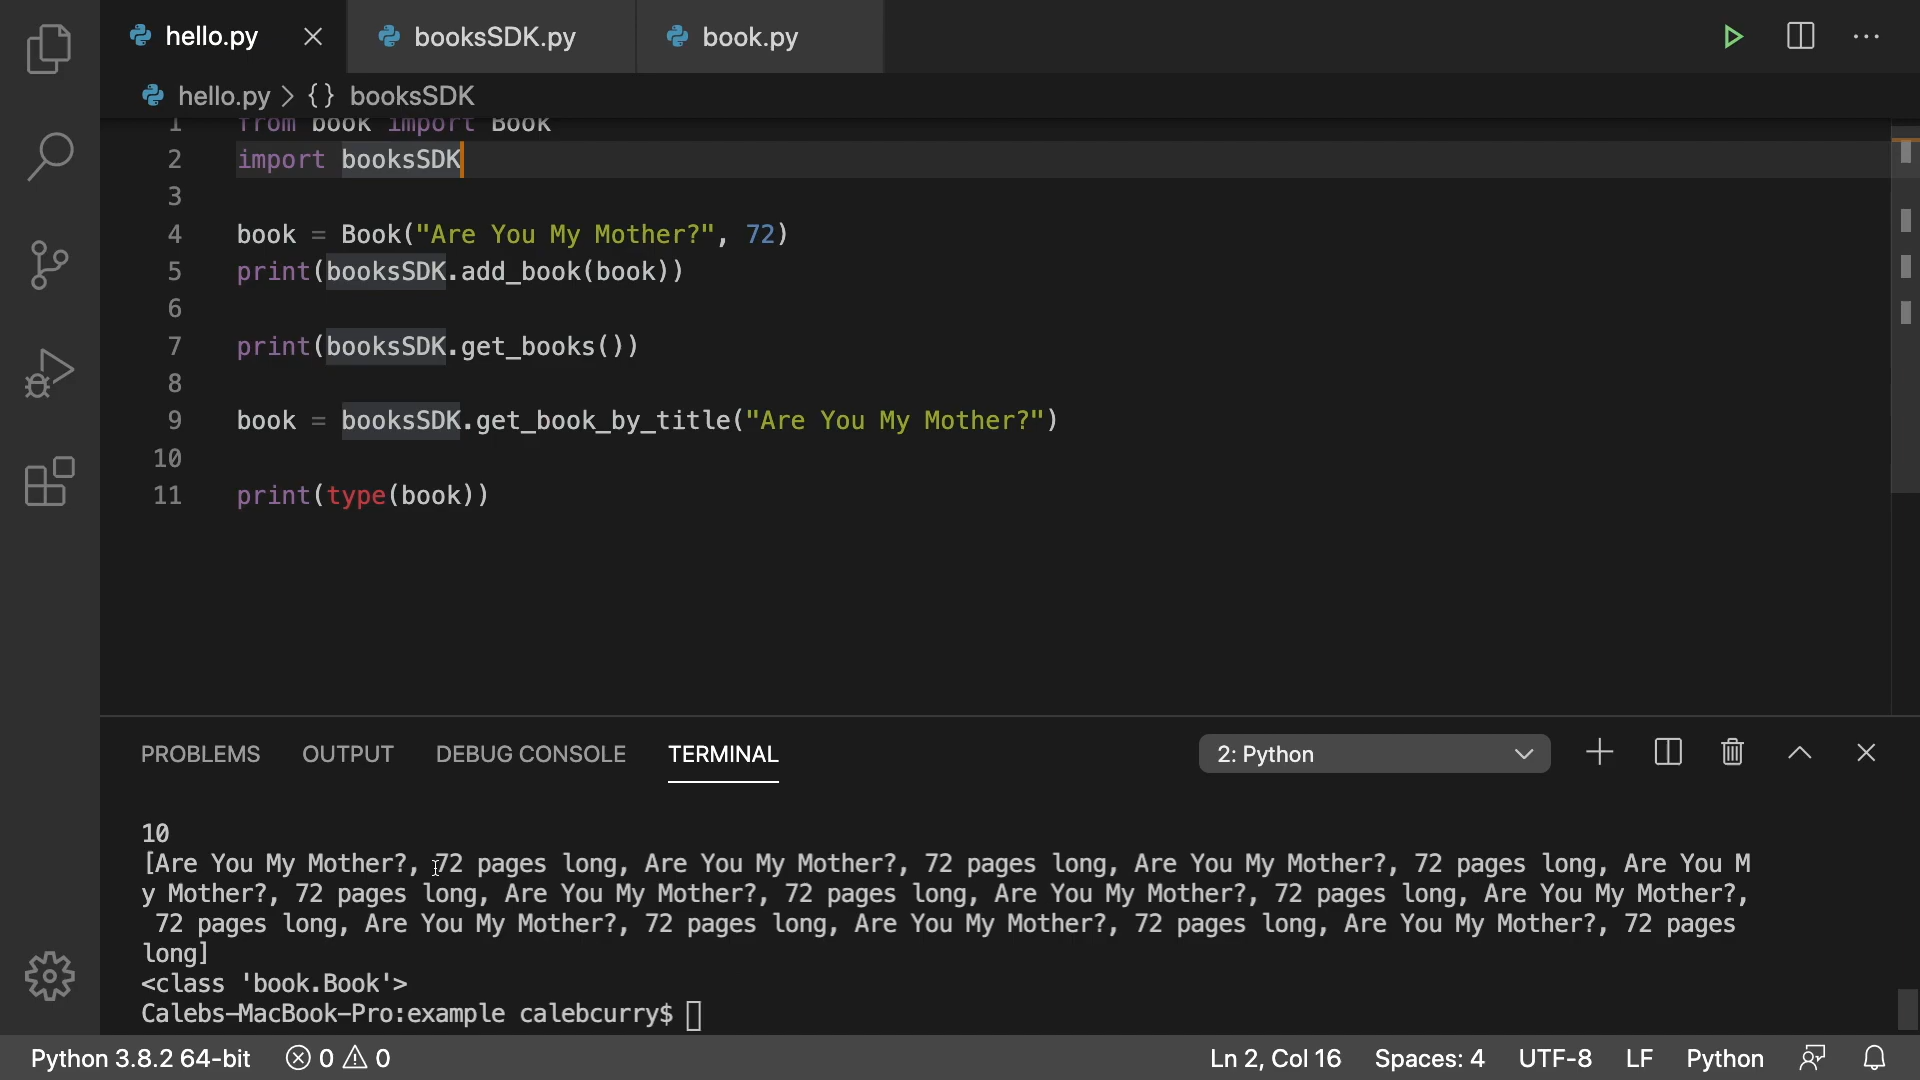 hello.py
booksSDK.py
book.py
hello.py > {} booksSDK
1 from book import Book
2 import booksSDK
3
4 book = Book("Are You My Mother?", 72)
5 print(booksSDK.add_book(book))
6
7 print(booksSDK.get_books())
8
9 book = booksSDK.get_book_by_title("Are You My Mother?")
10
11 print(type(book))
PROBLEMS OUTPUT DEBUG CONSOLE TERMINAL 2: Python
10
[Are You My Mother?, 72 pages long, Are You My Mother?, 72 pages long, Are You My Mother?, 72 pages long, Are You M
y Mother?, 72 pages long, Are You My Mother?, 72 pages long, Are You My Mother?, 72 pages long, Are You My Mother?,
72 pages long, Are You My Mother?, 72 pages long, Are You My Mother?, 72 pages long, Are You My Mother?, 72 pages
long]
<class 'book.Book'>
Calebs-MacBook-Pro:example calebcurry$
Python 3.8.2 64-bit 0 0 Ln 2, Col 16 Spaces: 4 UTF-8 LF Python